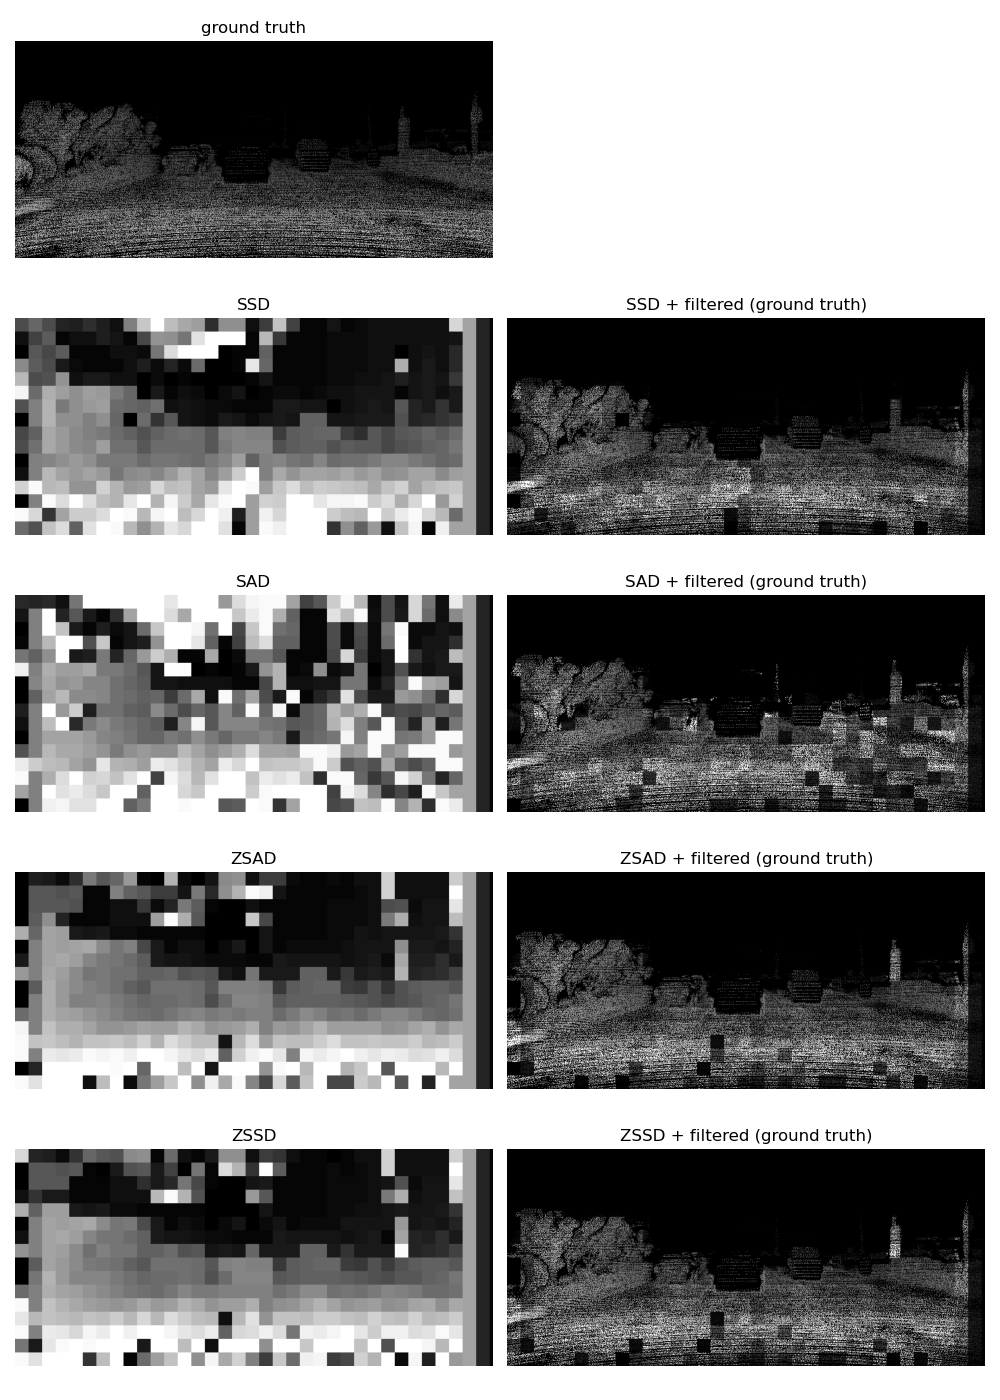 ground truth
SSD
SSD + filtered (ground truth)
SAD
SAD + filtered (ground truth)
ZSAD
ZSAD + filtered (ground truth)
ZSSD
ZSSD + filtered (ground truth)